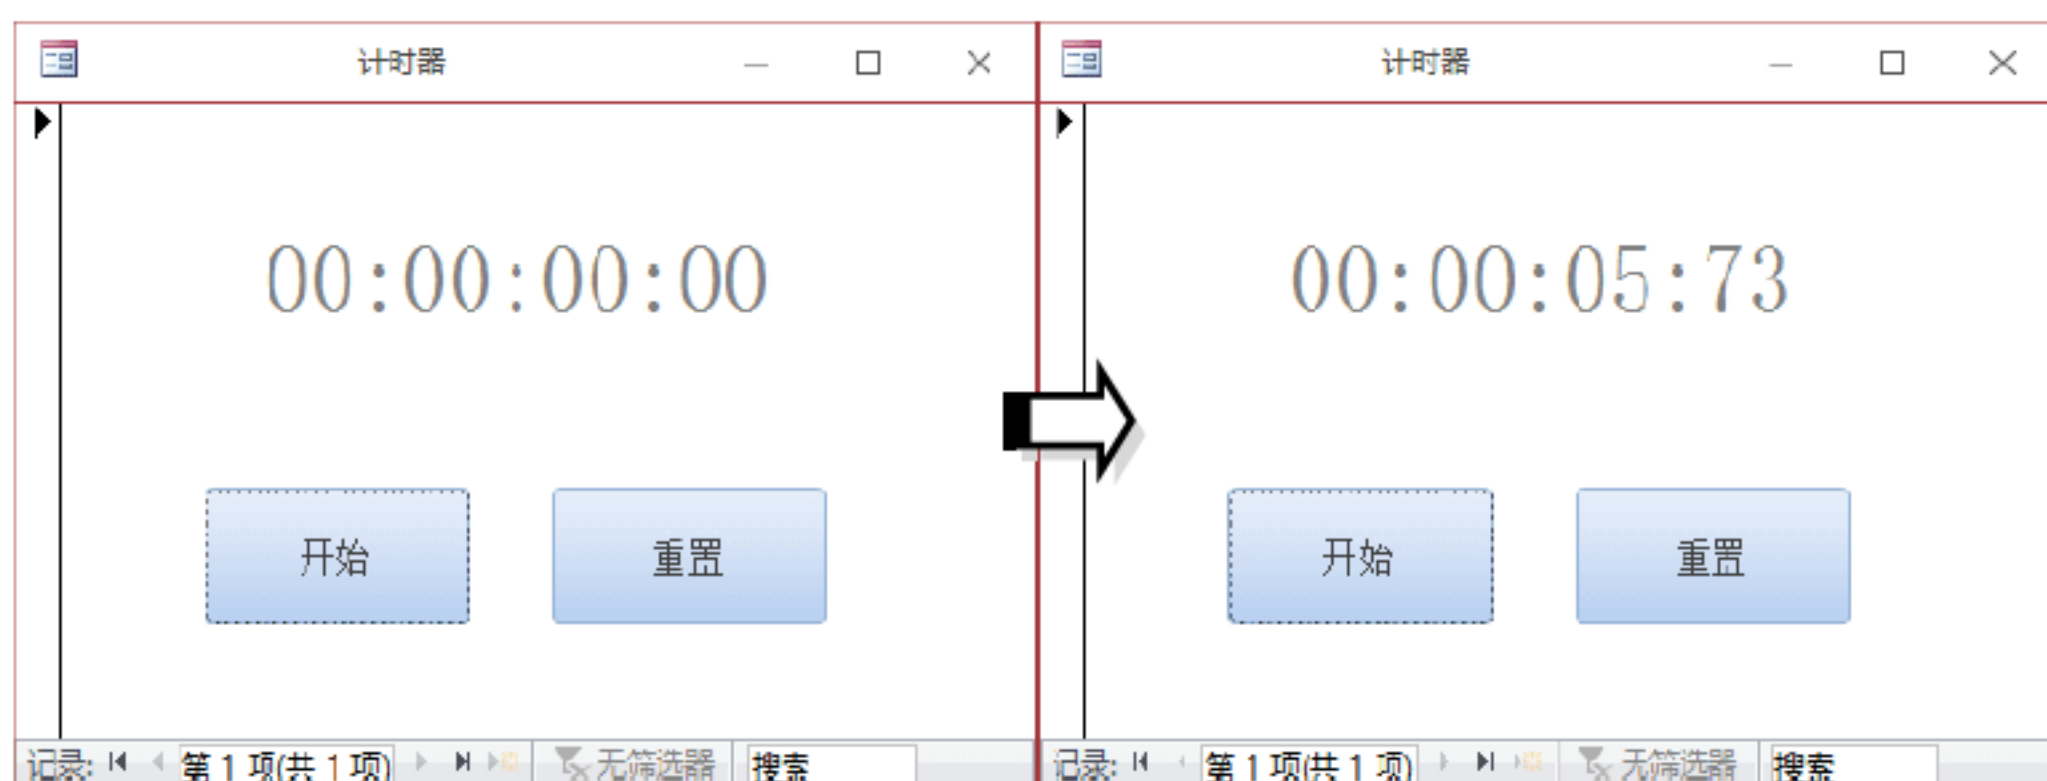 计时器
00:00:00:00
开始
重置
记录: 第 1 项(共 1 项) 无筛选器 搜索
计时器
00:00:05:73
开始
重置
记录: 第 1 项(共 1 项) 无筛选器 搜索